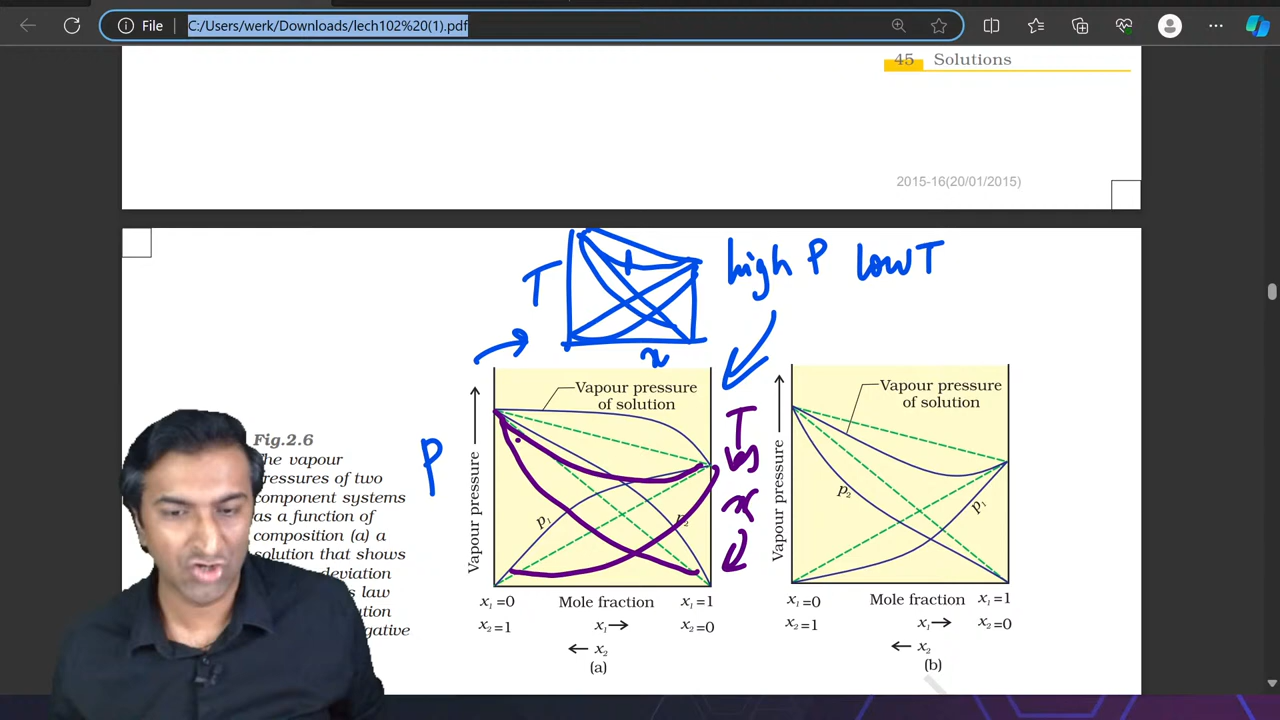 File C:/Users/werk/Downloads/lech102%20(1).pdf
45 Solutions
2015-16(20/01/2015)
T
x
high P low T
P
Fig.2.6
The vapour
pressures of two
component systems
as a function of
composition (a) a
solution that shows
deviation
law
gative
Vapour pressure
Vapour pressure
of solution
p1
p2
x1=0
Mole fraction
x1=1
x2=1
x1→
x2=0
← x2
(a)
T
vs
x
Vapour pressure
Vapour pressure
of solution
p2
p1
x1=0
Mole fraction
x1=1
x2=1
x1→
x2=0
← x2
(b)